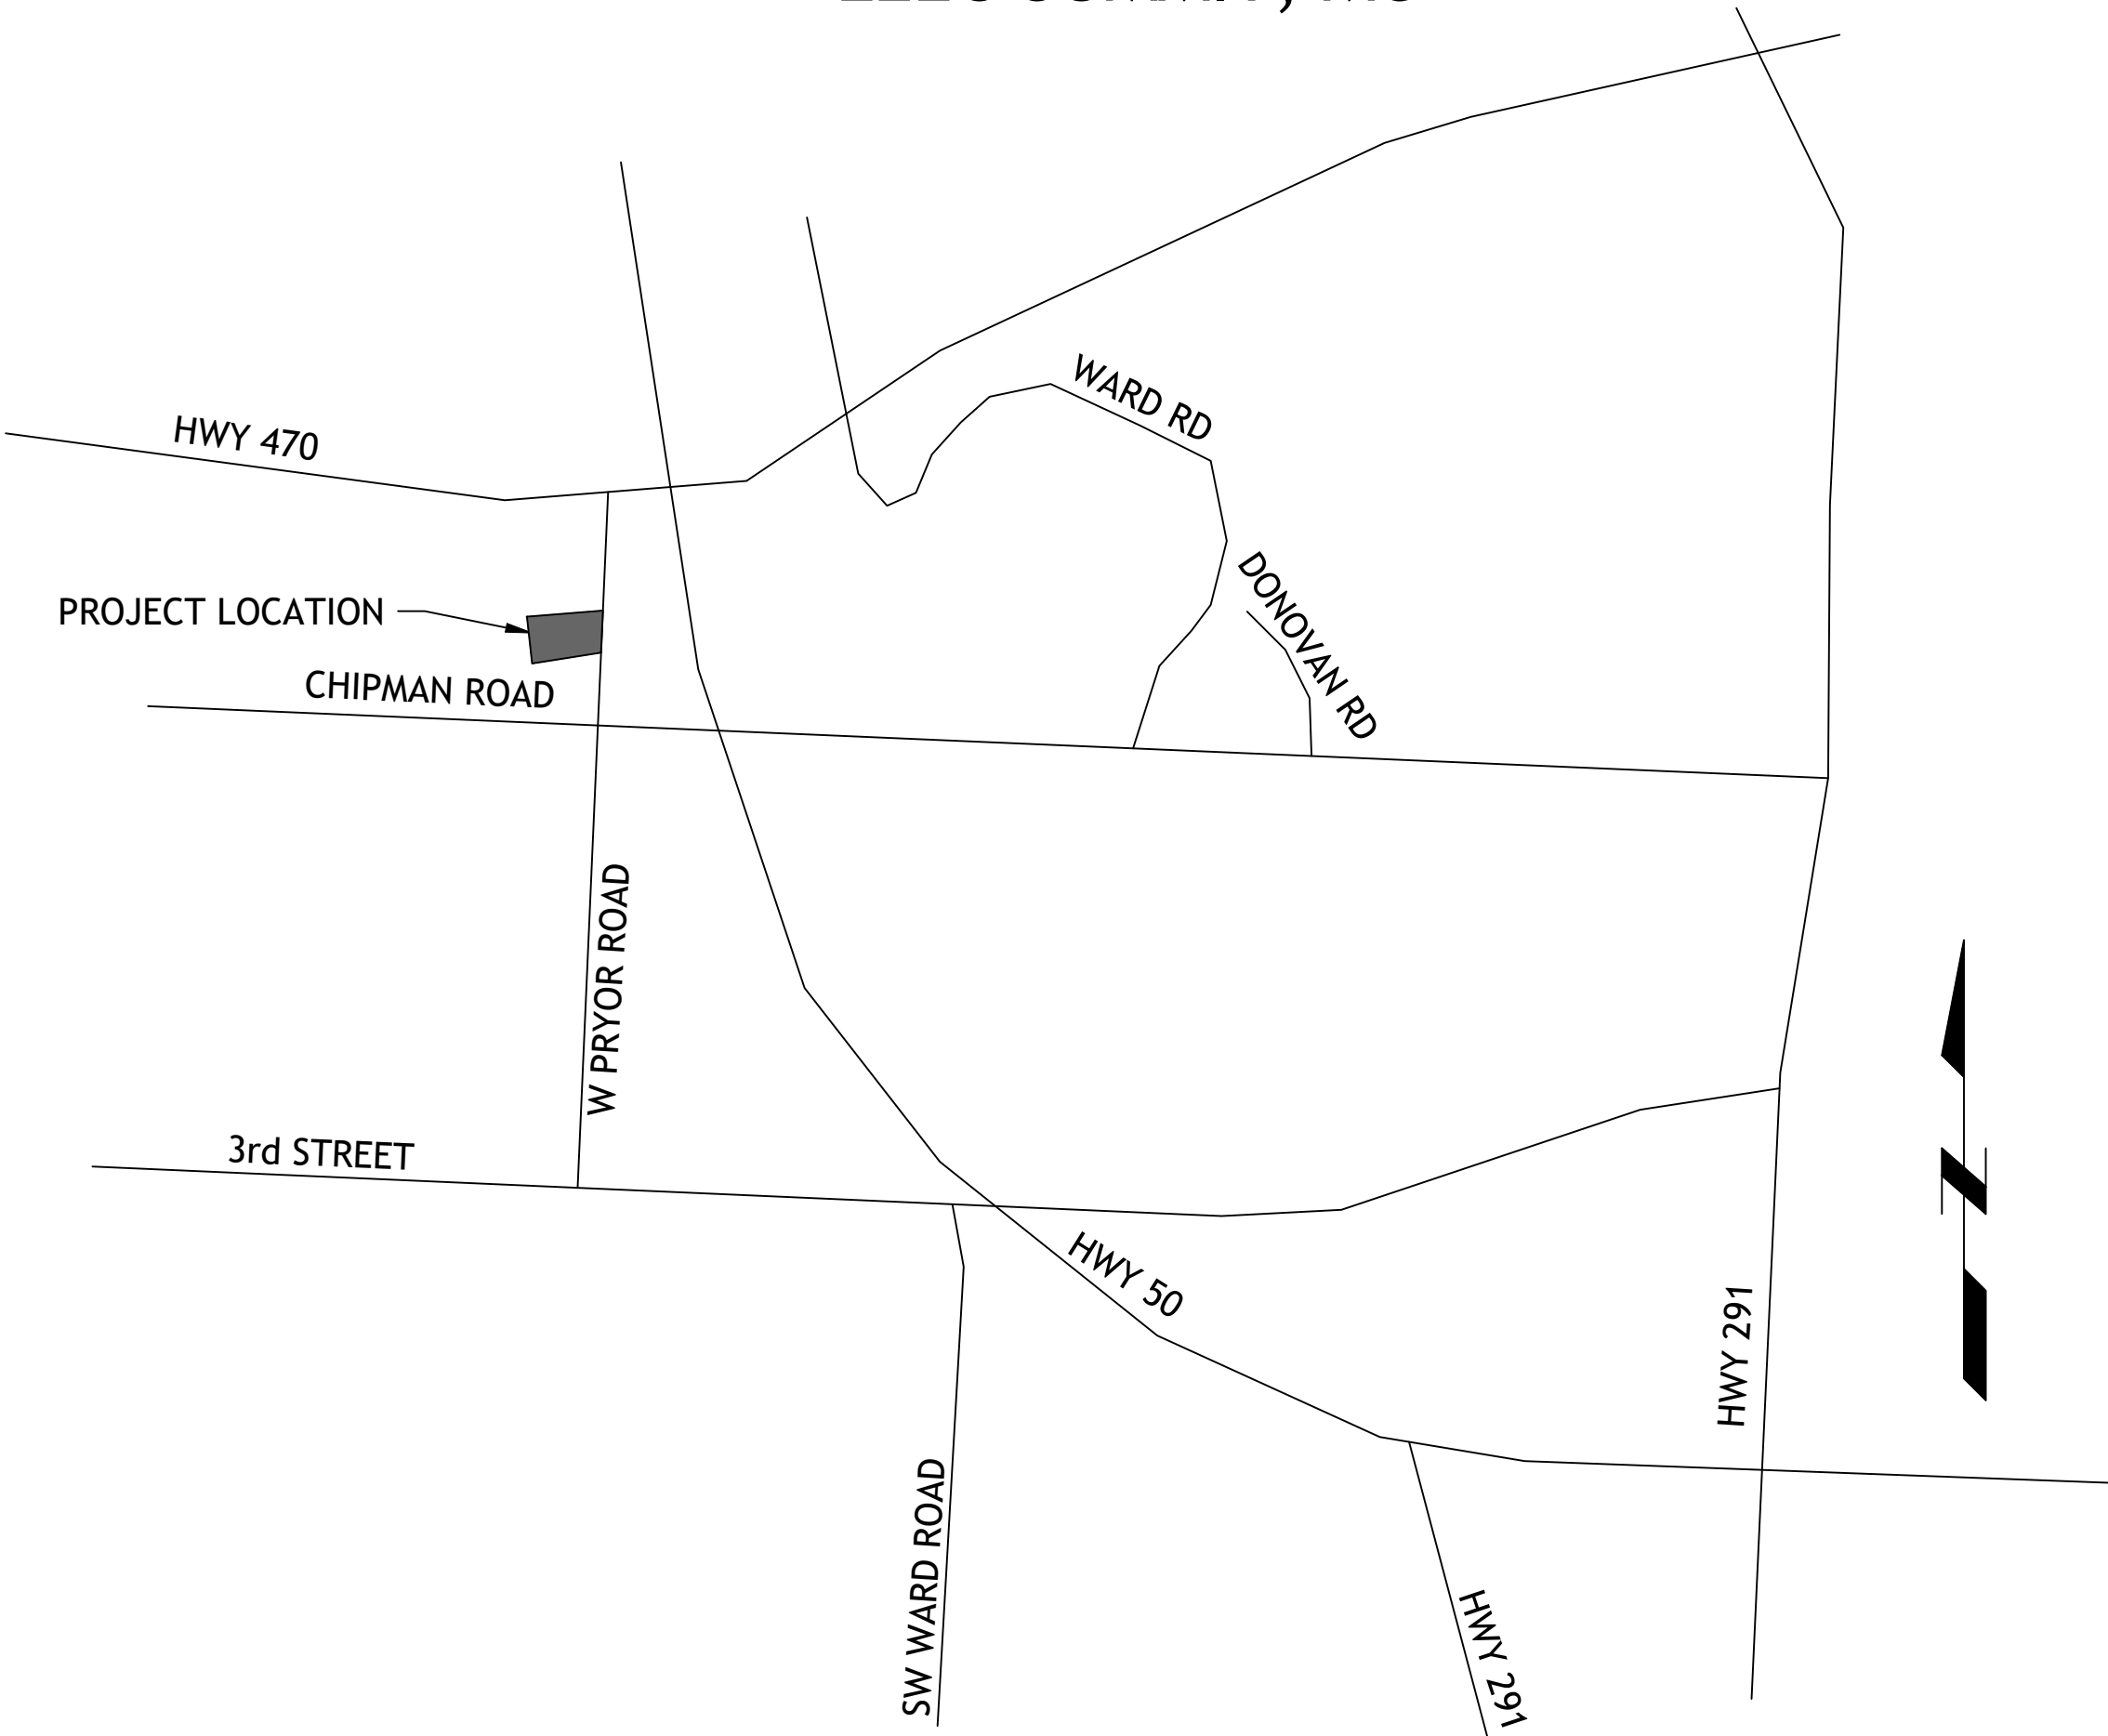 WARD RD
HWY 470
DONOVAN RD
PROJECT LOCATION
CHIPMAN ROAD
W PRYOR ROAD
3rd STREET
HWY 50
HWY 291
SW WARD ROAD
HWY 291